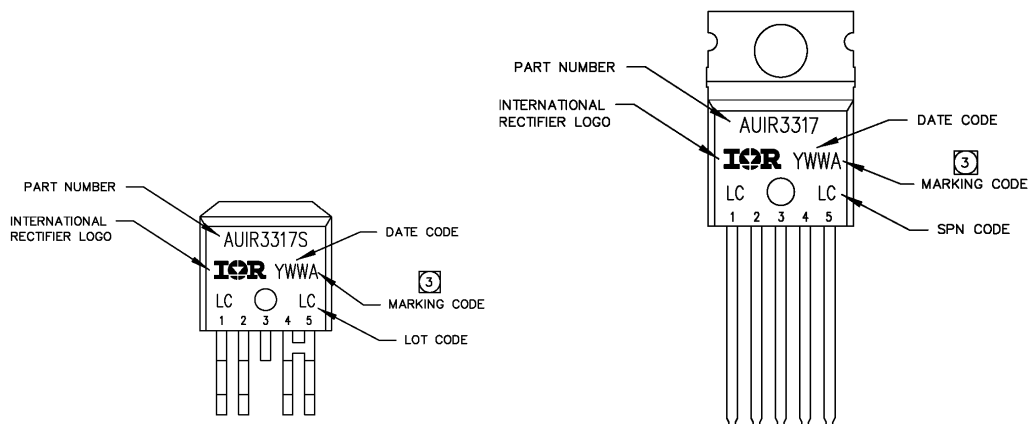 PART NUMBER
INTERNATIONAL
RECTIFIER LOGO
AUIR3317S
IOR YWWA
LC LC
1 2 3 4 5
DATE CODE
3
MARKING CODE
LOT CODE
PART NUMBER
INTERNATIONAL
RECTIFIER LOGO
AUIR3317
IOR YWWA
LC LC
1 2 3 4 5
DATE CODE
3
MARKING CODE
SPN CODE